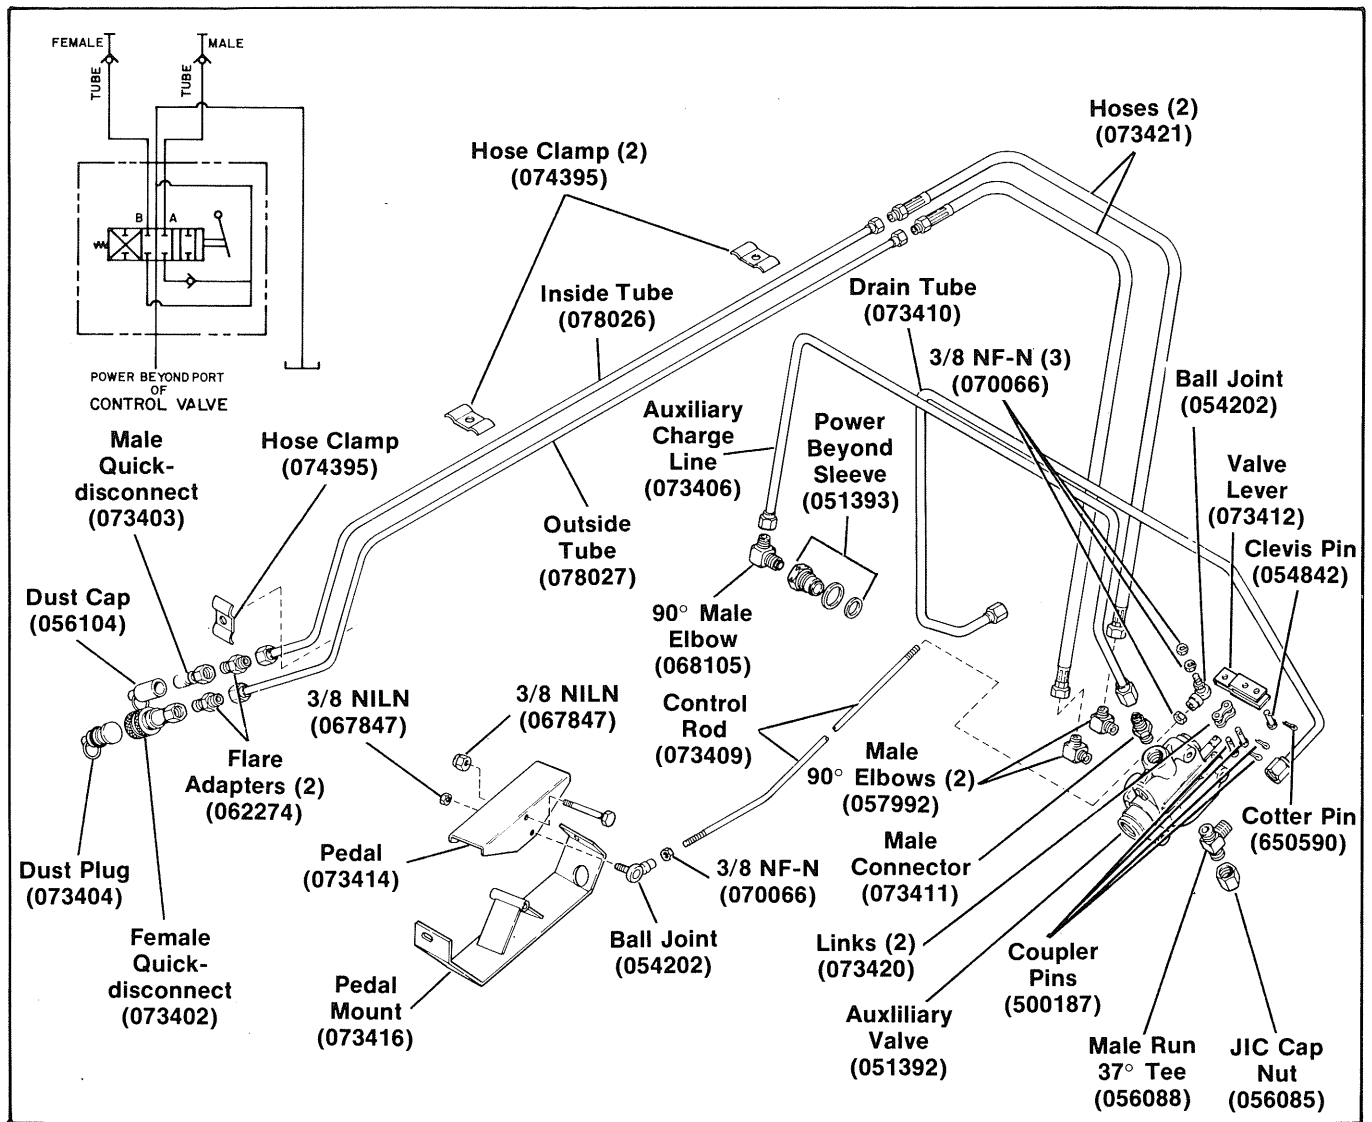 FEMALE
MALE
TUBE
TUBE
B
A
POWER BEYOND PORT
OF
CONTROL VALVE
Hose Clamp (2)
(074395)
Hoses (2)
(073421)
Inside Tube
(078026)
Drain Tube
(073410)
3/8 NF-N (3)
(070066)
Ball Joint
(054202)
Male
Quick-
disconnect
(073403)
Hose Clamp
(074395)
Auxiliary
Charge
Line
(073406)
Power
Beyond
Sleeve
(051393)
Valve
Lever
(073412)
Clevis Pin
(054842)
Outside
Tube
(078027)
Dust Cap
(056104)
90° Male
Elbow
(068105)
3/8 NILN
(067847)
3/8 NILN
(067847)
Control
Rod
(073409)
Flare
Adapters (2)
(062274)
Male
90° Elbows (2)
(057992)
Cotter Pin
(650590)
Dust Plug
(073404)
Pedal
(073414)
3/8 NF-N
(070066)
Male
Connector
(073411)
Female
Quick-
disconnect
(073402)
Ball Joint
(054202)
Links (2)
(073420)
Coupler
Pins
(500187)
Pedal
Mount
(073416)
Auxliliary
Valve
(051392)
Male Run
37° Tee
(056088)
JIC Cap
Nut
(056085)